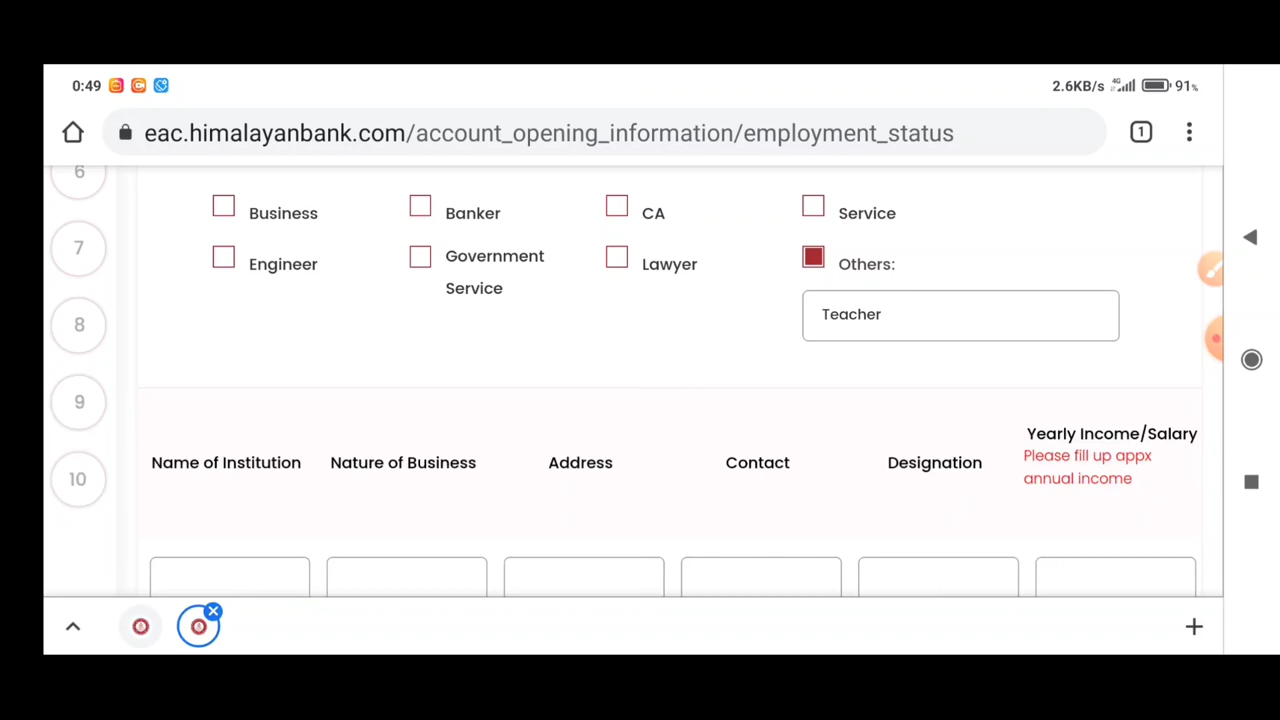 0:49 2.6KB/s 4G 91%
eac.himalayanbank.com/account_opening_information/employment_status 1
6
Business Banker CA Service
7
Engineer Government Service Lawyer Others:
8
Teacher
9
Name of Institution Nature of Business Address Contact Designation Yearly Income/Salary
Please fill up appx
annual income
10